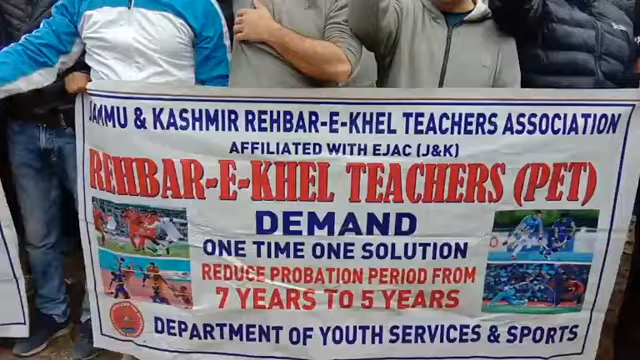 JAMMU & KASHMIR REHBAR-E-KHEL TEACHERS ASSOCIATION
AFFILIATED WITH EJAC (J&K)
REHBAR-E-KHEL TEACHERS (PET)
DEMAND
ONE TIME ONE SOLUTION
REDUCE PROBATION PERIOD FROM
7 YEARS TO 5 YEARS
DEPARTMENT OF YOUTH SERVICES & SPORTS